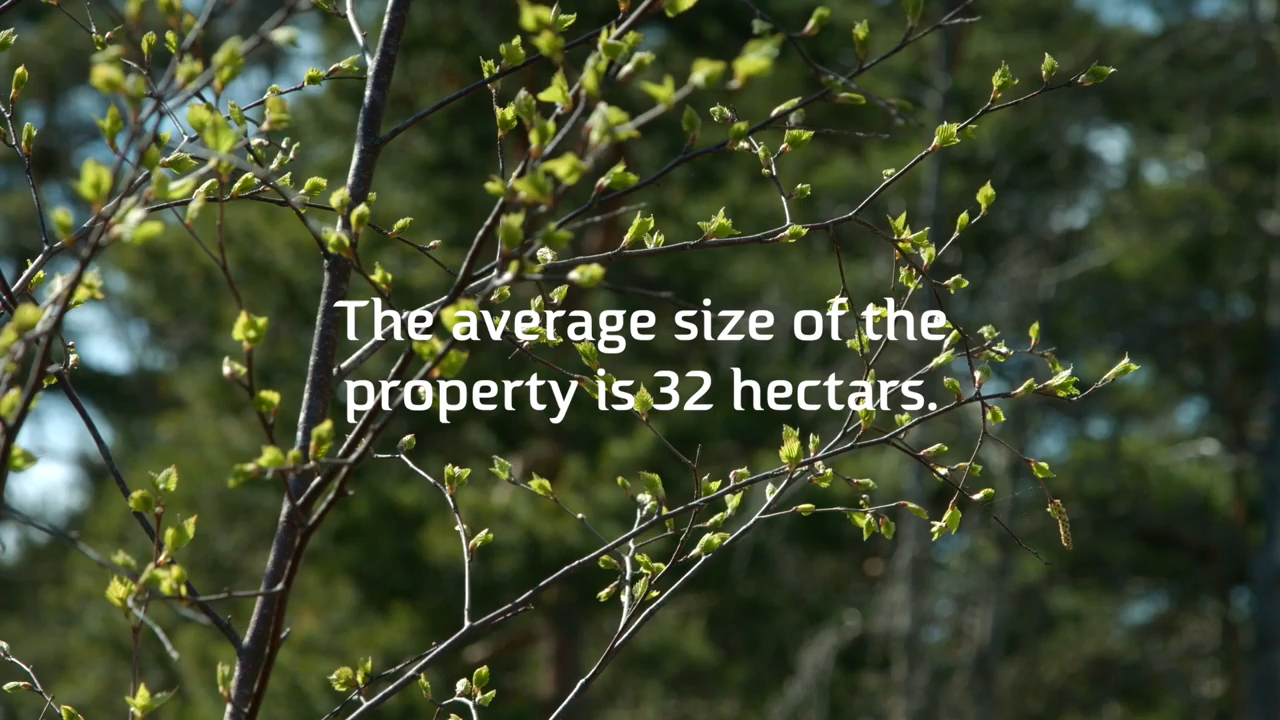 The average size of the
property is 32 hectars.